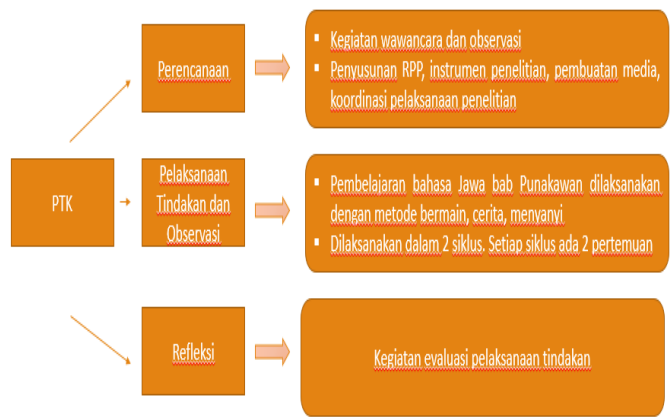 PTK
Perencanaan
▪ Kegiatan wawancara dan observasi
▪ Penyusunan RPP, instrumen penelitian, pembuatan media,
koordinasi pelaksanaan penelitian
Pelaksanaan
Tindakan dan
Observasi
▪ Pembelajaran bahasa Jawa bab Punakawan dilaksanakan
dengan metode bermain, cerita, menyanyi
▪ Dilaksanakan dalam 2 siklus. Setiap siklus ada 2 pertemuan
Refleksi
Kegiatan evaluasi pelaksanaan tindakan